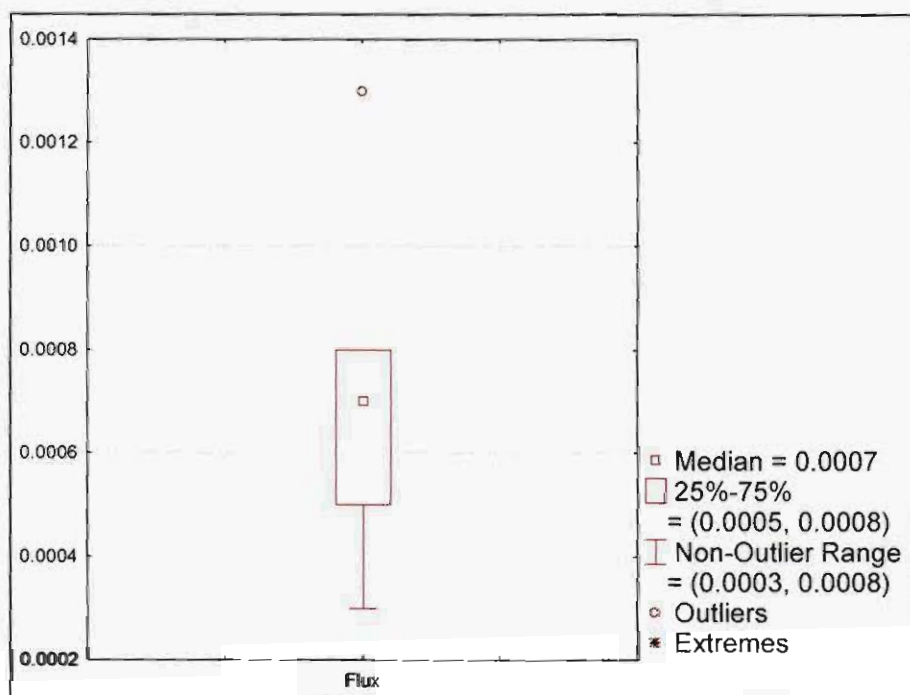 0.0014
0.0012
0.0010
0.0008
0.0006
0.0004
0.0002
Flux
Median = 0.0007
25%-75%
= (0.0005, 0.0008)
Non-Outlier Range
= (0.0003, 0.0008)
Outliers
Extremes